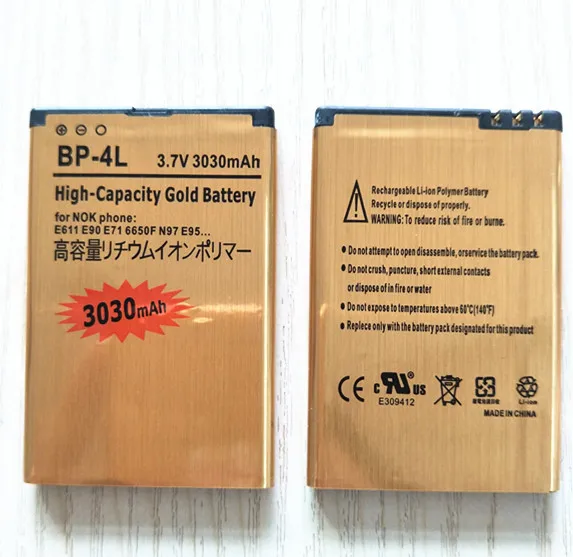 BP-4L 3.7V 3030mAh
High-Capacity Gold Battery
for NOK phone:
E611 E90 E71 6650F N97 E95...
高容量リチウムイオンポリマー
3030mAh
Rechargeable Li-ion Polymer Battery
Recycle or dispose of properly.
Warning: To reduce risk of fire or burn.
Do not attempt to open disassemble, orservice the battery pack.
Do not crush, puncture, short external contacts
or dispose of in fire or water
Do not expose to temperatures above 60℃(140℉)
Replace only with the battery pack designated for this product
CE c RU US
E309412
Li-ion
MADE IN CHINA